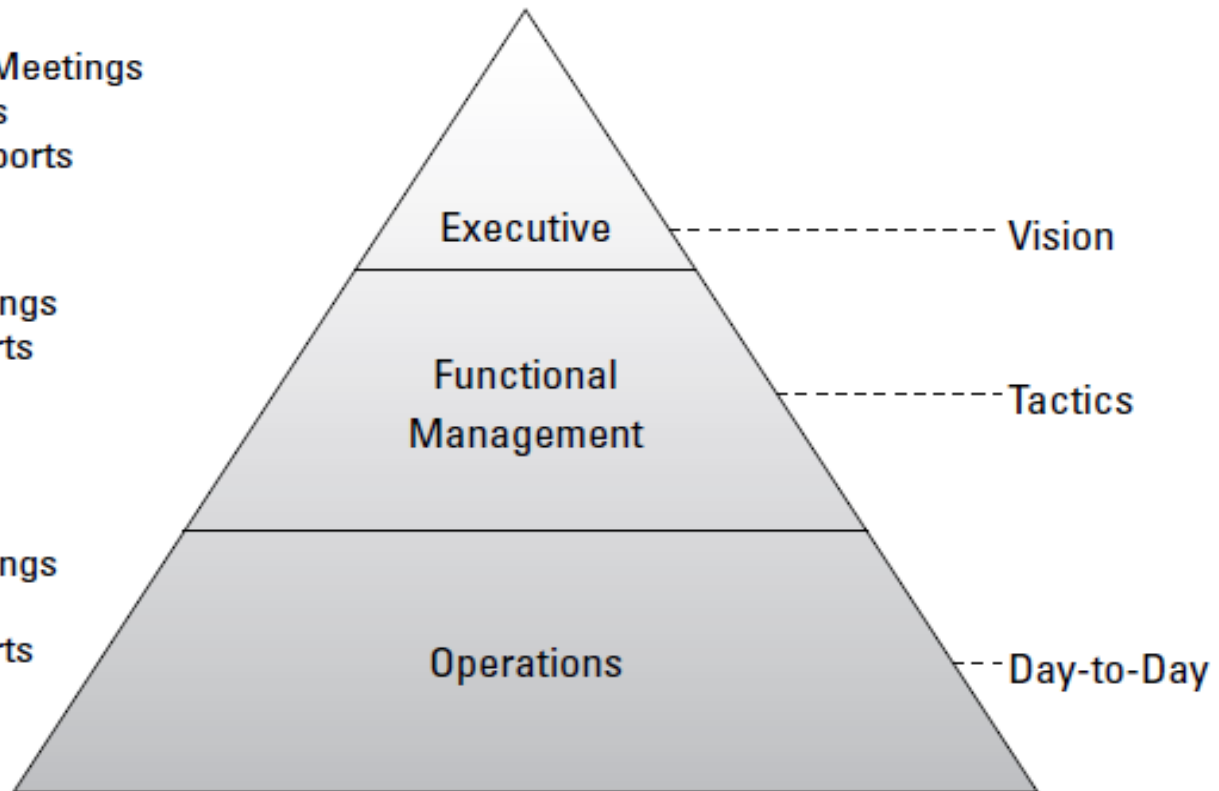 Meetings
Executive
Vision
Functional
Management
Tactics
Operations
Day-to-Day